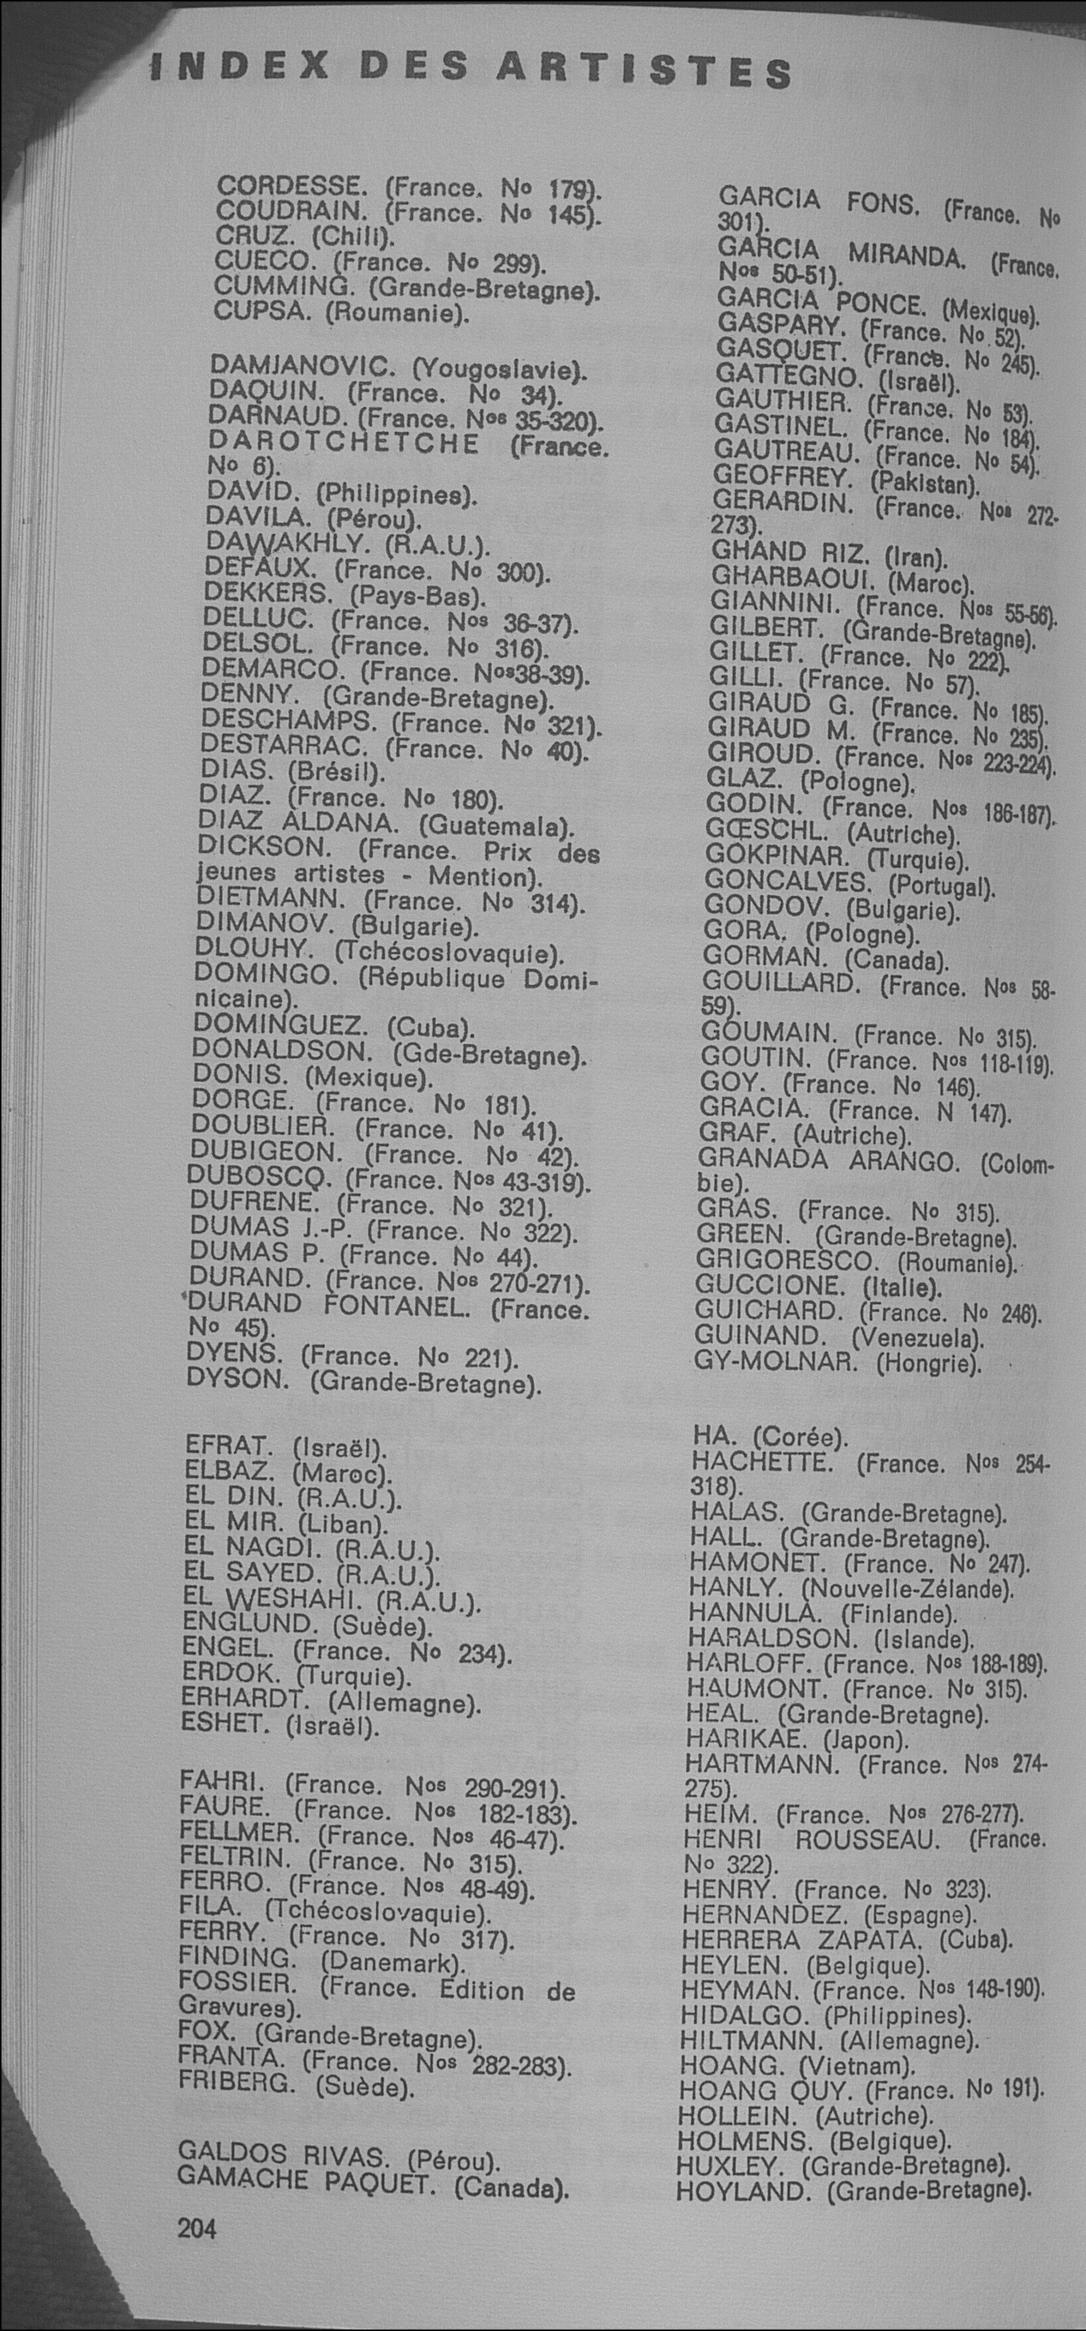 INDEX DES ARTISTES
CORDESSE. (France. No 179).
COUDRAIN. (France. No 145).
CRUZ. (Chili).
CUECO. (France. No 299).
CUMMING. (Grande-Bretagne).
CUPSA. (Roumanie).
DAMJANOVIC. (Yougoslavie).
DAQUIN. (France. No 34).
DARNAUD. (France. Nos 35-320).
DAROTCHETCHE (France.
No 6).
DAVID. (Philippines).
DAVILA. (Pérou).
DAWAKHLY. (R.A.U.).
DEFAUX. (France. No 300).
DEKKERS. (Pays-Bas).
DELLUC. (France. Nos 36-37).
DELSOL. (France. No 316).
DEMARCO. (France. Nos38-39).
DENNY. (Grande-Bretagne).
DESCHAMPS. (France. No 321).
DESTARRAC. (France. No 40).
DIAS. (Brésil).
DIAZ. (France. No 180).
DIAZ ALDANA. (Guatemala).
DICKSON. (France. Prix des
jeunes artistes - Mention).
DIETMANN. (France. No 314).
DIMANOV. (Bulgarie).
DLOUHY. (Tchécoslovaquie).
DOMINGO. (République Domi-
nicaine).
DOMINGUEZ. (Cuba).
DONALDSON. (Gde-Bretagne).
DONIS. (Mexique).
DORGE. (France. No 181).
DOUBLIER. (France. No 41).
DUBIGEON. (France. No 42).
DUBOSCQ. (France. Nos 43-319).
DUFRENE. (France. No 321).
DUMAS J.-P. (France. No 322).
DUMAS P. (France. No 44).
DURAND. (France. Nos 270-271).
DURAND FONTANEL. (France.
No 45).
DYENS. (France. No 221).
DYSON. (Grande-Bretagne).
EFRAT. (Israël).
ELBAZ. (Maroc).
EL DIN. (R.A.U.).
EL MIR. (Liban).
EL NAGDI. (R.A.U.).
EL SAYED. (R.A.U.).
EL WESHAHI. (R.A.U.).
ENGLUND. (Suède).
ENGEL. (France. No 234).
ERDOK. (Turquie).
ERHARDT. (Allemagne).
ESHET. (Israël).
FAHRI. (France. Nos 290-291).
FAURE. (France. Nos 182-183).
FELLMER. (France. Nos 46-47).
FELTRIN. (France. No 315).
FERRO. (France. Nos 48-49).
FILA. (Tchécoslovaquie).
FERRY. (France. No 317).
FINDING. (Danemark).
FOSSIER. (France. Edition de
Gravures).
FOX. (Grande-Bretagne).
FRANTA. (France. Nos 282-283).
FRIBERG. (Suède).
GALDOS RIVAS. (Pérou).
GAMACHE PAQUET. (Canada).
GARCIA FONS. (France. No
301).
GARCIA MIRANDA. (France.
Nos 50-51).
GARCIA PONCE. (Mexique).
GASPARY. (France. No 52).
GASQUET. (France. No 245).
GATTEGNO. (Israël).
GAUTHIER. (France. No 53).
GASTINEL. (France. No 184).
GAUTREAU. (France. No 54).
GEOFFREY. (Pakistan).
GERARDIN. (France. Nos 272-
273).
GHAND RIZ. (Iran).
GHARBAOUI. (Maroc).
GIANNINI. (France. Nos 55-56).
GILBERT. (Grande-Bretagne).
GILLET. (France. No 222).
GILLI. (France. No 57).
GIRAUD G. (France. No 185).
GIRAUD M. (France. No 235).
GIROUD. (France. Nos 223-224).
GLAZ. (Pologne).
GODIN. (France. Nos 186-187).
GŒSCHL. (Autriche).
GOKPINAR. (Turquie).
GONCALVES. (Portugal).
GONDOV. (Bulgarie).
GORA. (Pologne).
GORMAN. (Canada).
GOUILLARD. (France. Nos 58-
59).
GOUMAIN. (France. No 315).
GOUTIN. (France. Nos 118-119).
GOY. (France. No 146).
GRACIA. (France. N 147).
GRAF. (Autriche).
GRANADA ARANGO. (Colom-
bie).
GRAS. (France. No 315).
GREEN. (Grande-Bretagne).
GRIGORESCO. (Roumanie).
GUCCIONE. (Italie).
GUICHARD. (France. No 246).
GUINAND. (Venezuela).
GY-MOLNAR. (Hongrie).
HA. (Corée).
HACHETTE. (France. Nos 254-
318).
HALAS. (Grande-Bretagne).
HALL. (Grande-Bretagne).
HAMONET. (France. No 247).
HANLY. (Nouvelle-Zélande).
HANNULA. (Finlande).
HARALDSON. (Islande).
HARLOFF. (France. Nos 188-189).
HAUMONT. (France. No 315).
HEAL. (Grande-Bretagne).
HARIKAE. (Japon).
HARTMANN. (France. Nos 274-
275).
HEIM. (France. Nos 276-277).
HENRI ROUSSEAU. (France.
No 322).
HENRY. (France. No 323).
HERNANDEZ. (Espagne).
HERRERA ZAPATA. (Cuba).
HEYLEN. (Belgique).
HEYMAN. (France. Nos 148-190).
HIDALGO. (Philippines).
HILTMANN. (Allemagne).
HOANG. (Vietnam).
HOANG QUY. (France. No 191).
HOLLEIN. (Autriche).
HOLMENS. (Belgique).
HUXLEY. (Grande-Bretagne).
HOYLAND. (Grande-Bretagne).
204